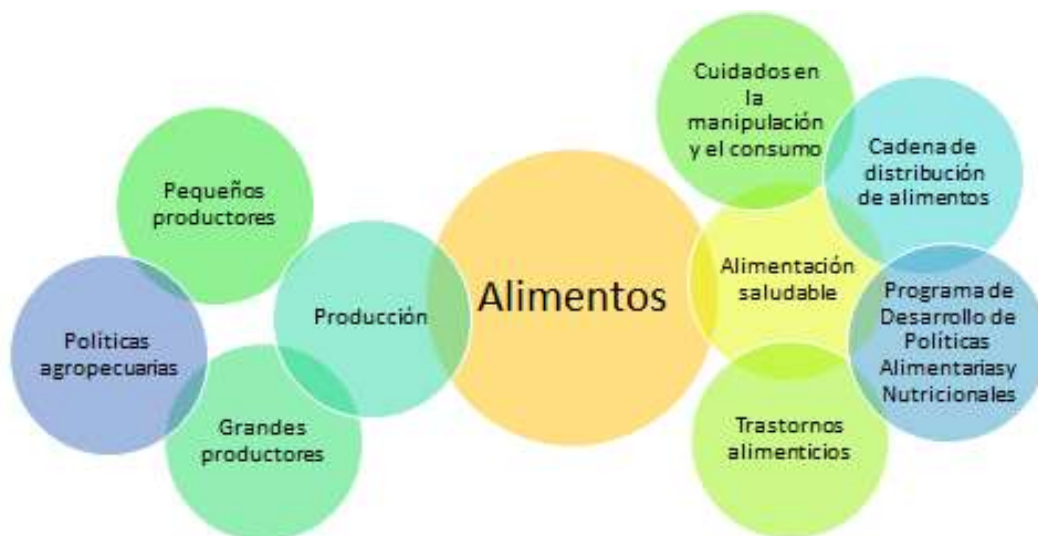 Pequeños
productores
Políticas
agropecuarias
Grandes
productores
Producción
Alimentos
Cuidados en
la
manipulación
y el consumo
Cadena de
distribución
de alimentos
Alimentación
saludable
Programa de
Desarrollo de
Políticas
Alimentariasy
Nutricionales
Trastornos
alimenticios